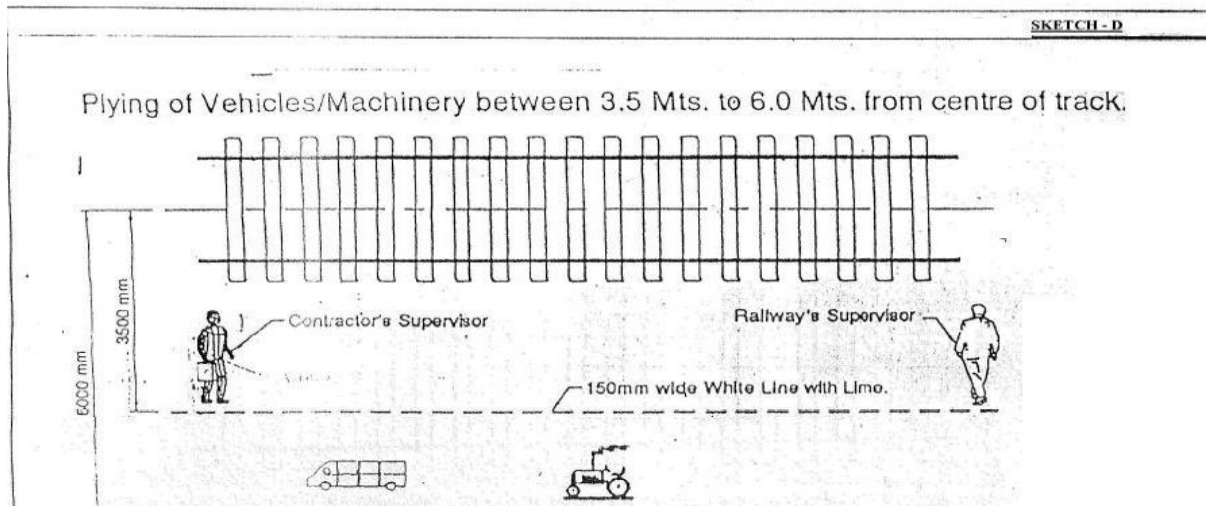 SKETCH - D
Plying of Vehicles/Machinery between 3.5 Mts. to 6.0 Mts. from centre of track.
3500 mm
6000 mm
Contractor's Supervisor
Railway's Supervisor
150mm wide White Line with Lime.